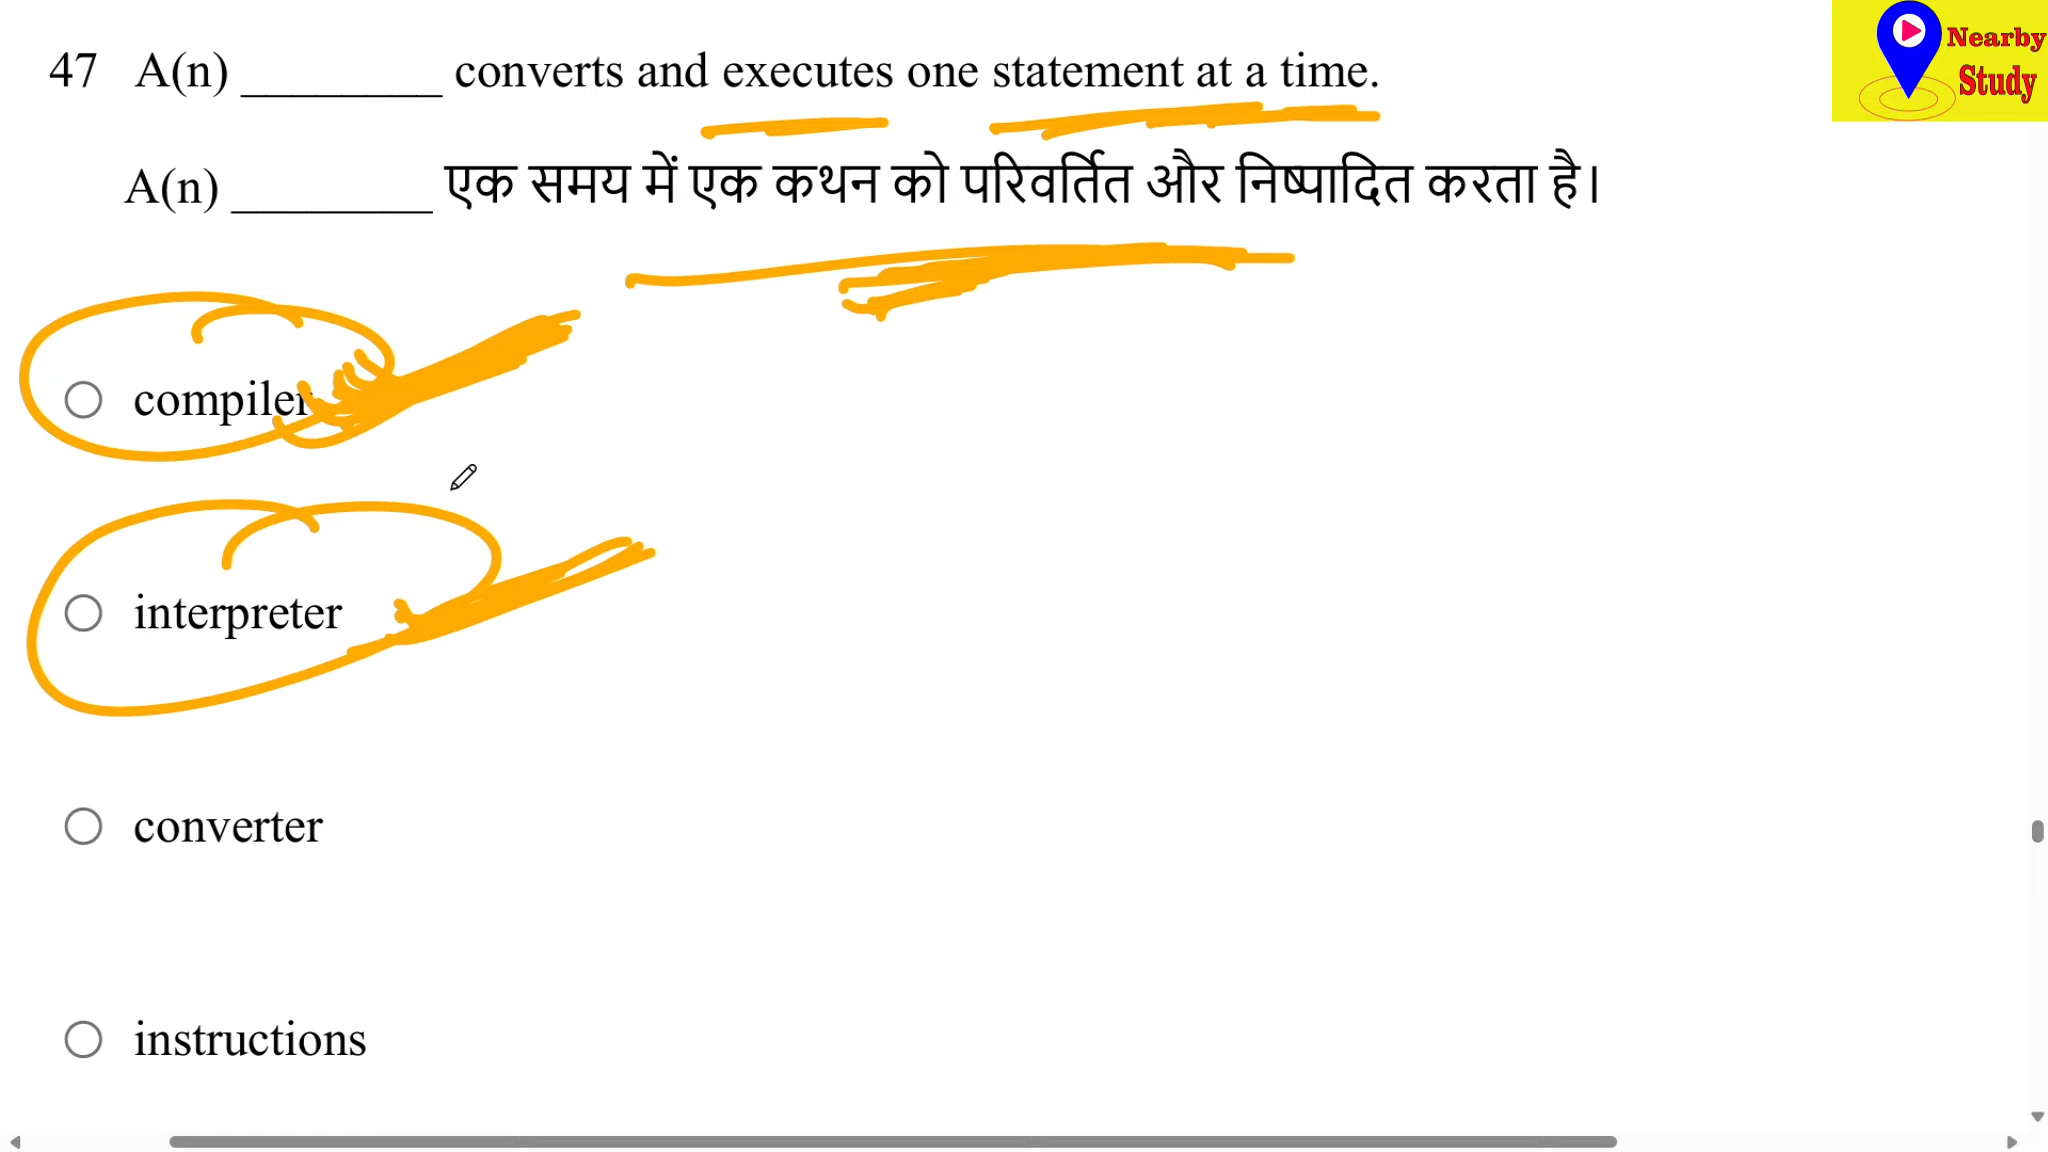 47 A(n) ________ converts and executes one statement at a time.
Nearby
Study
A(n) ________ एक समय में एक कथन को परिवर्तित और निष्पादित करता है।
compiler
interpreter
converter
instructions